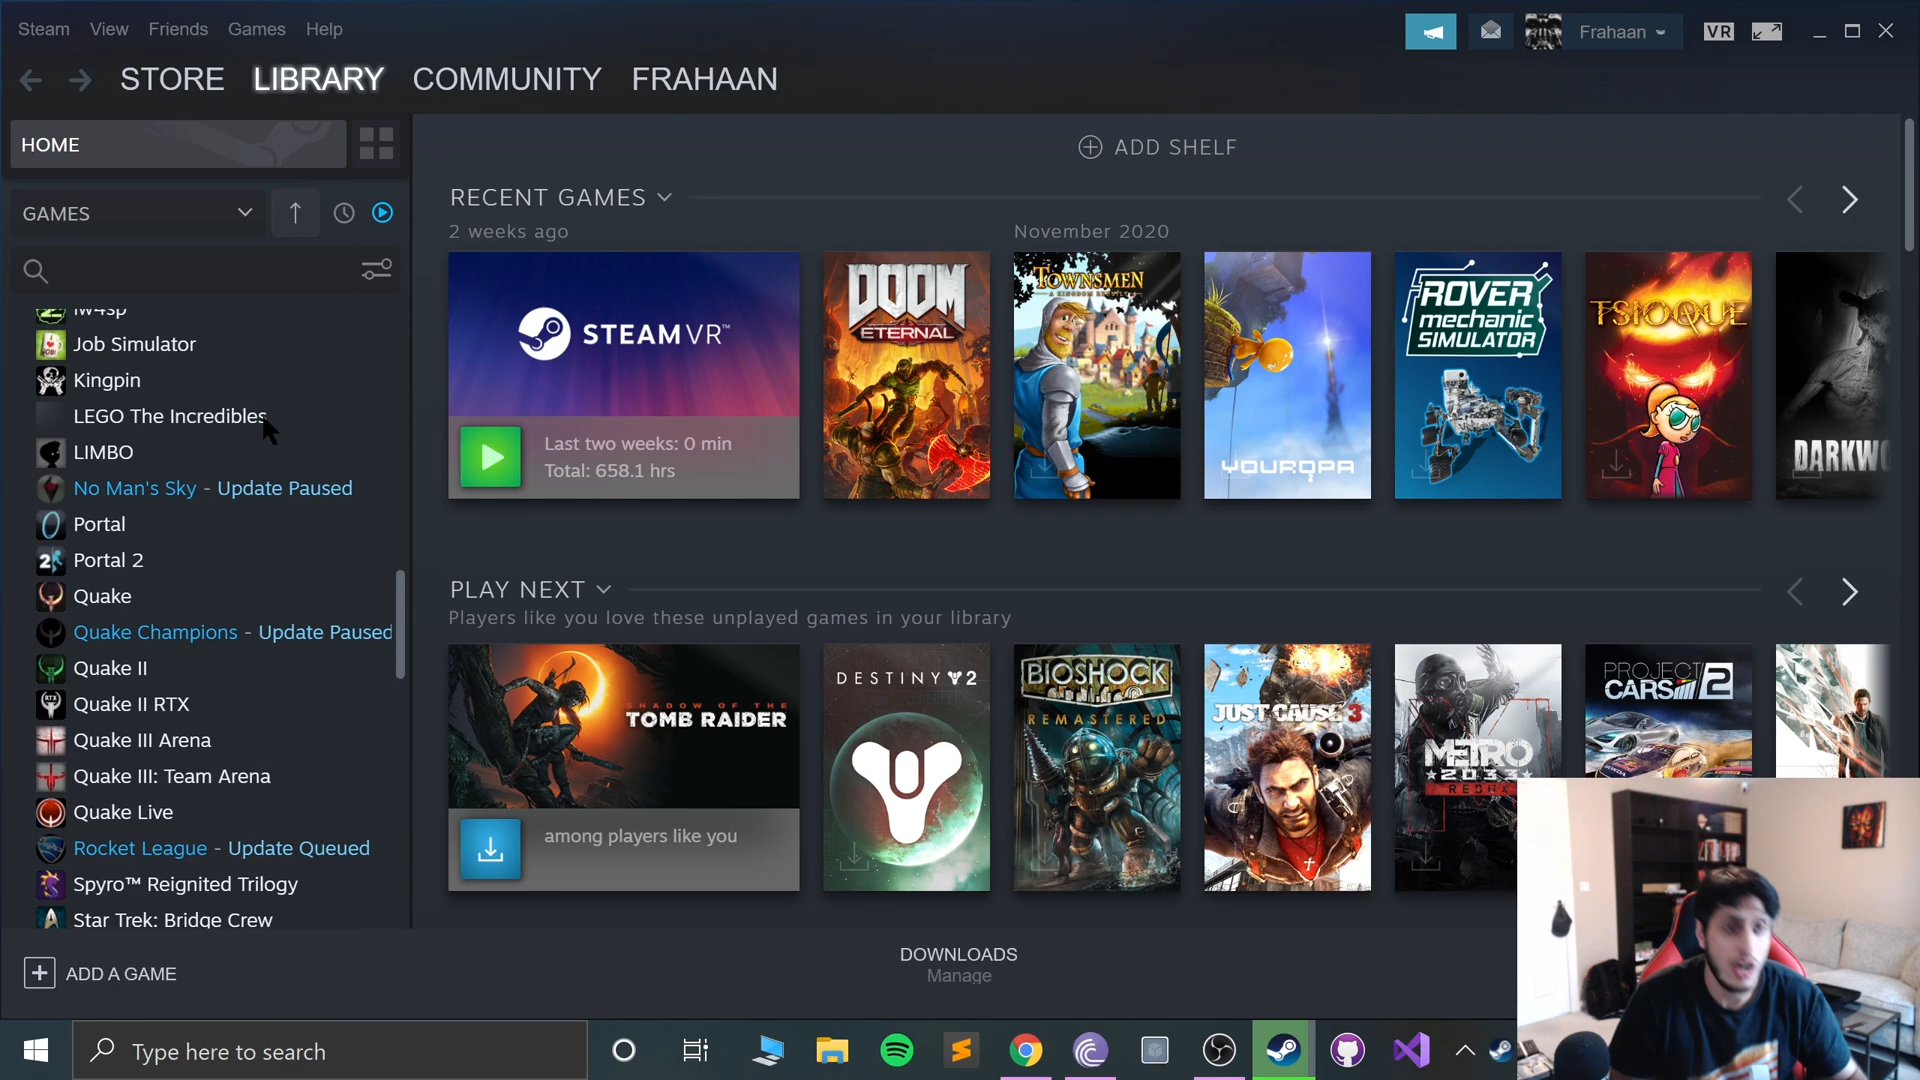 Steam View Friends Games Help
Frahaan
VR
STORE LIBRARY COMMUNITY FRAHAAN
HOME
GAMES
iw4sp
Job Simulator
Kingpin
LEGO The Incredibles
LIMBO
No Man's Sky - Update Paused
Portal
Portal 2
Quake
Quake Champions - Update Paused
Quake II
Quake II RTX
Quake III Arena
Quake III: Team Arena
Quake Live
Rocket League - Update Queued
Spyro™ Reignited Trilogy
Star Trek: Bridge Crew
ADD A GAME
ADD SHELF
RECENT GAMES
2 weeks ago
November 2020
STEAMVR™
Last two weeks: 0 min
Total: 658.1 hrs
DOOM
ETERNAL
TOWNSMEN
A KINGDOM REBUILT
YOUROPA
ROVER
mechanic
SIMULATOR
TSIOQUE
DARKW
PLAY NEXT
Players like you love these unplayed games in your library
SHADOW OF THE
TOMB RAIDER
among players like you
DESTINY 2
BIOSHOCK
REMASTERED
JUST CAUSE 3
METRO
2033
REDUX
PROJECT
CARS 2
DOWNLOADS
Manage
Type here to search